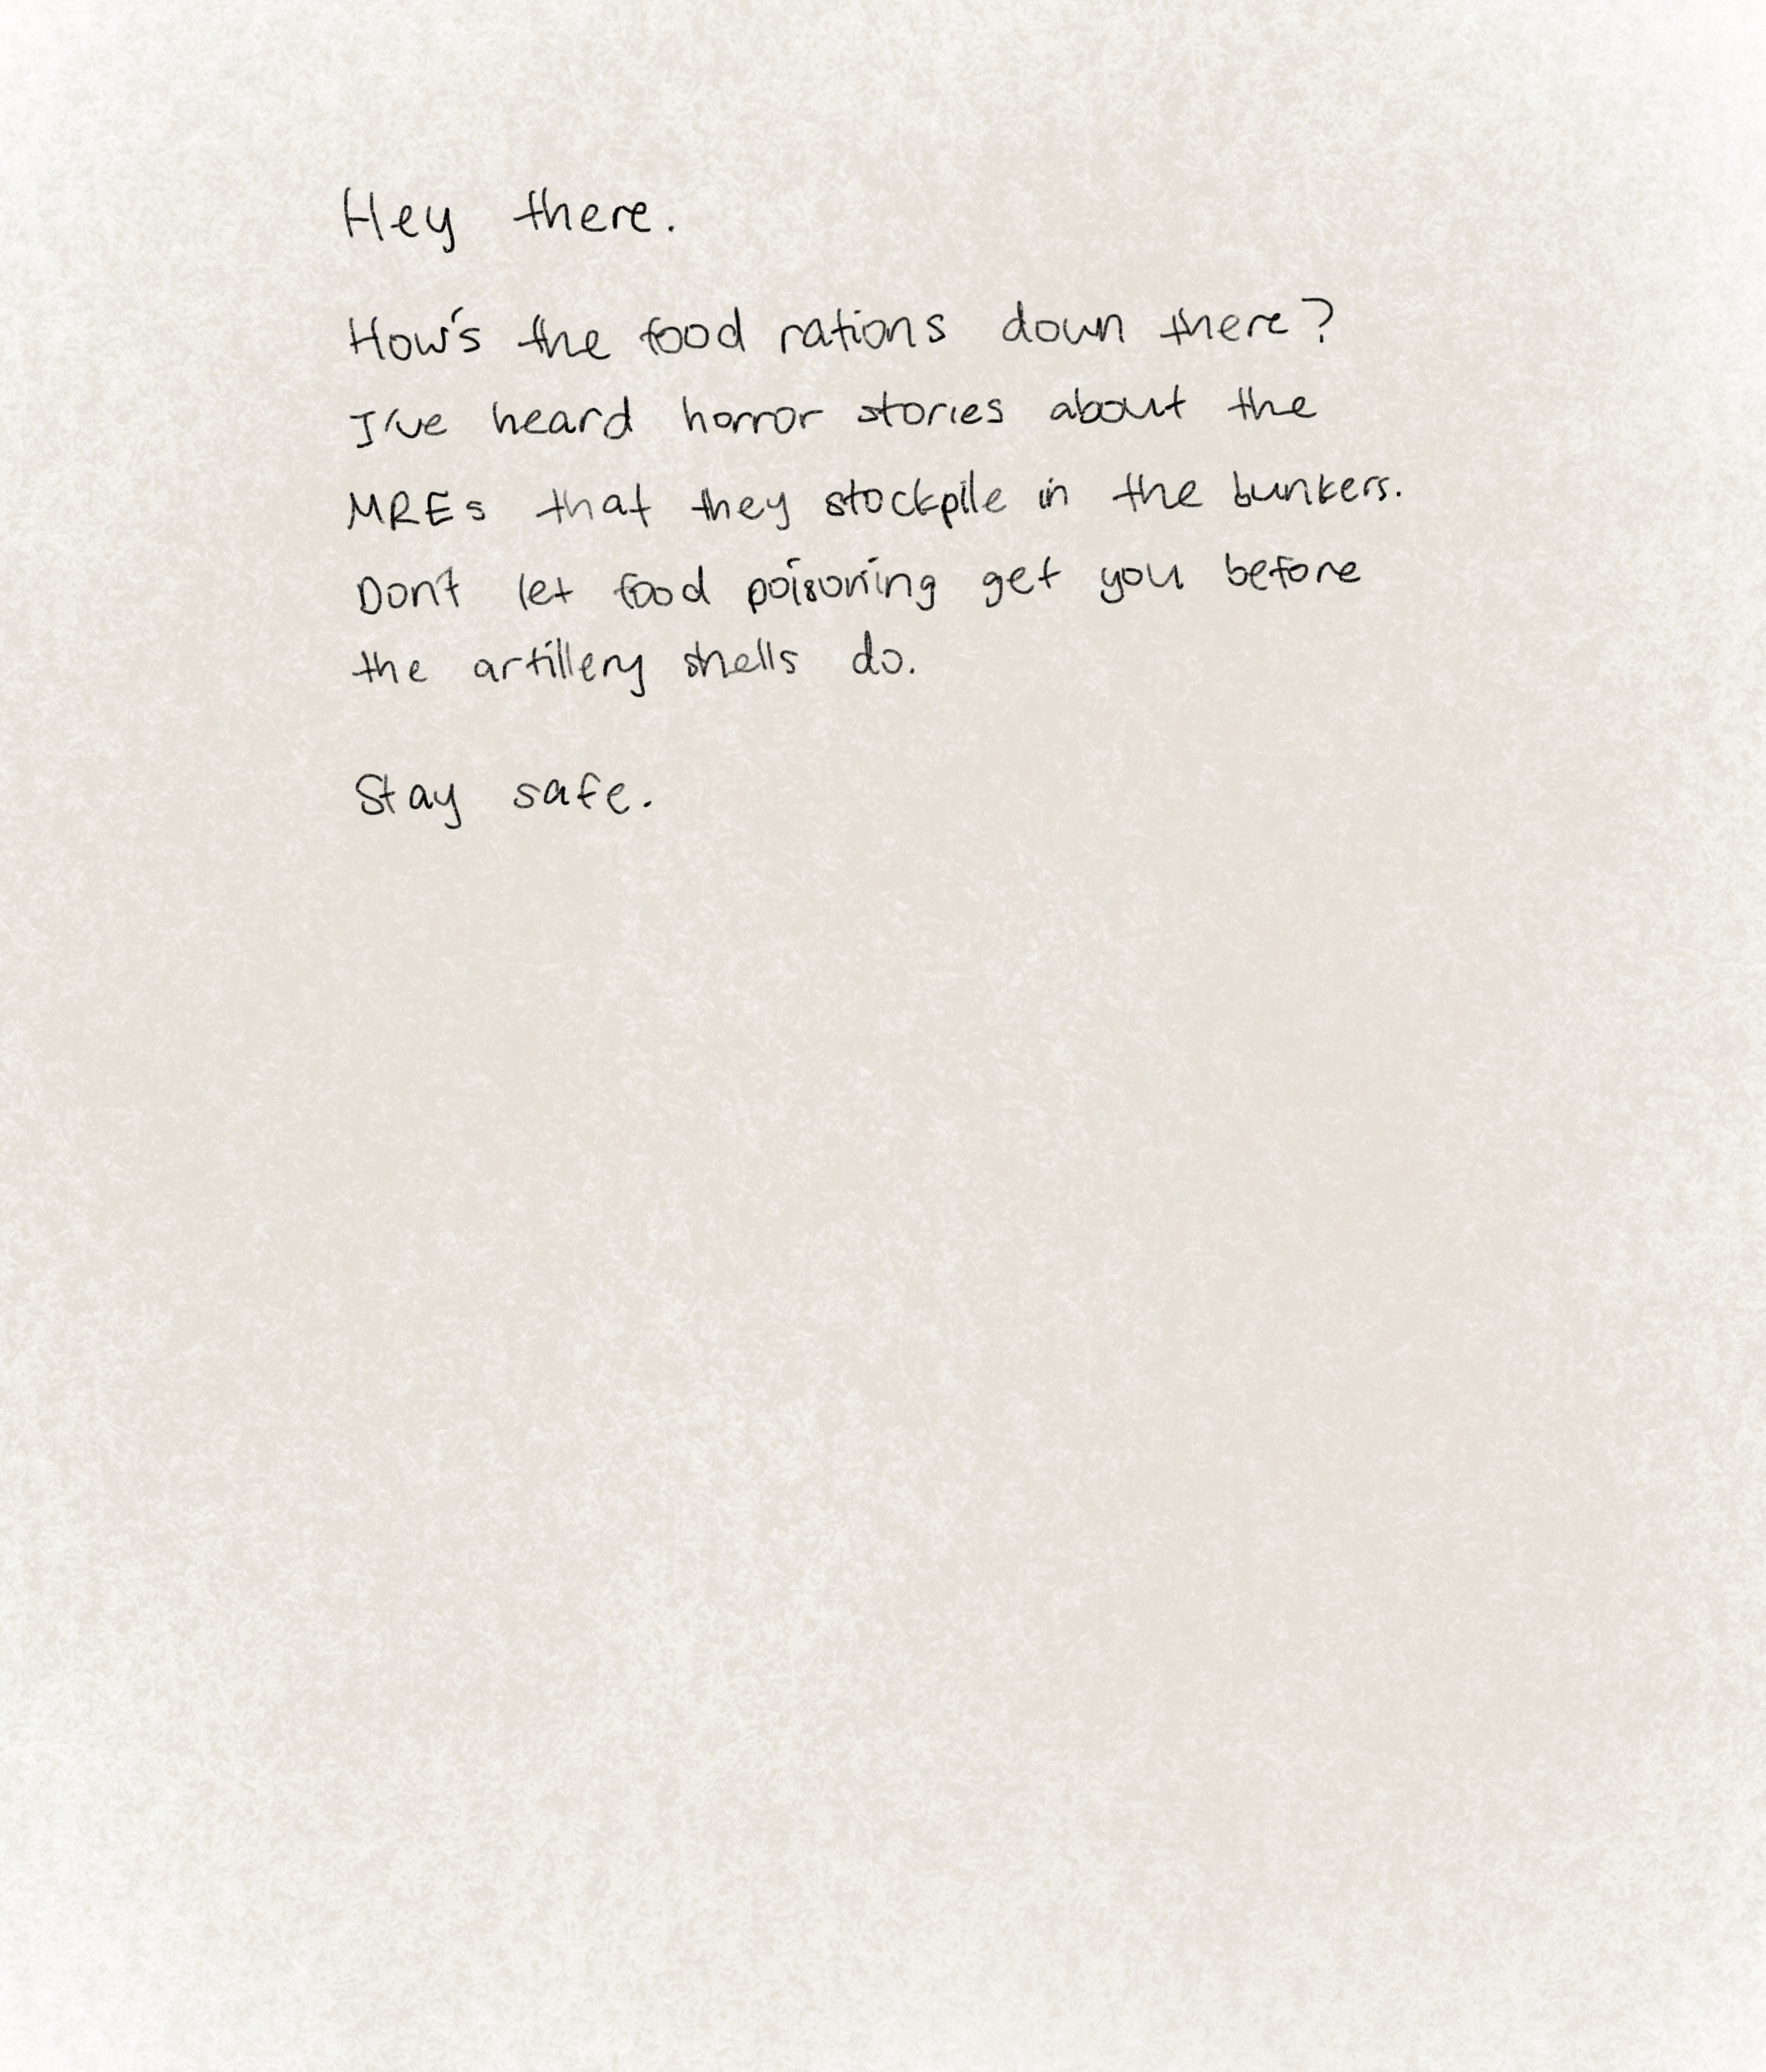 Hey there.
How's the food rations down there?
I've heard horror stories about the
MREs that they stockpile in the bunkers.
Don't let food poisoning get you before
the artillery shells do.
Stay safe.